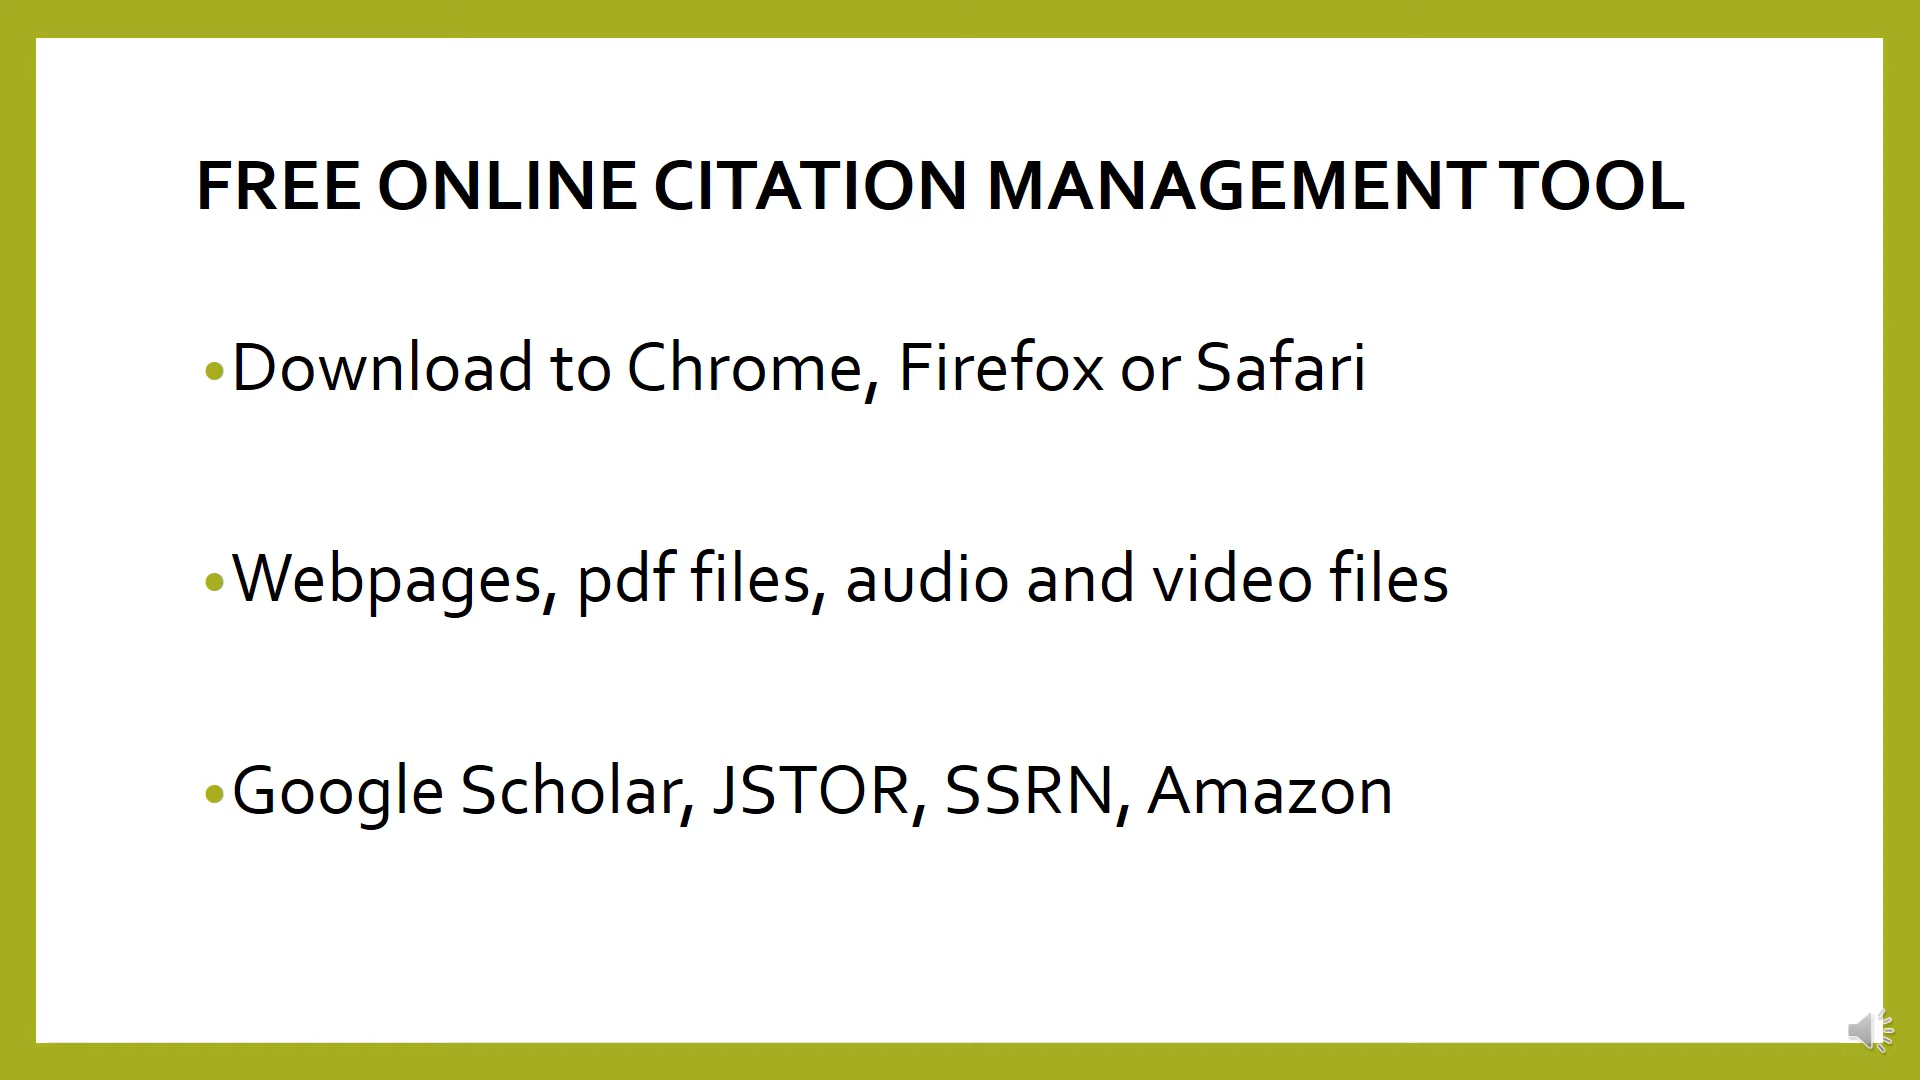 FREE ONLINE CITATION MANAGEMENT TOOL
•Download to Chrome, Firefox or Safari
•Webpages, pdf files, audio and video files
•Google Scholar, JSTOR, SSRN, Amazon